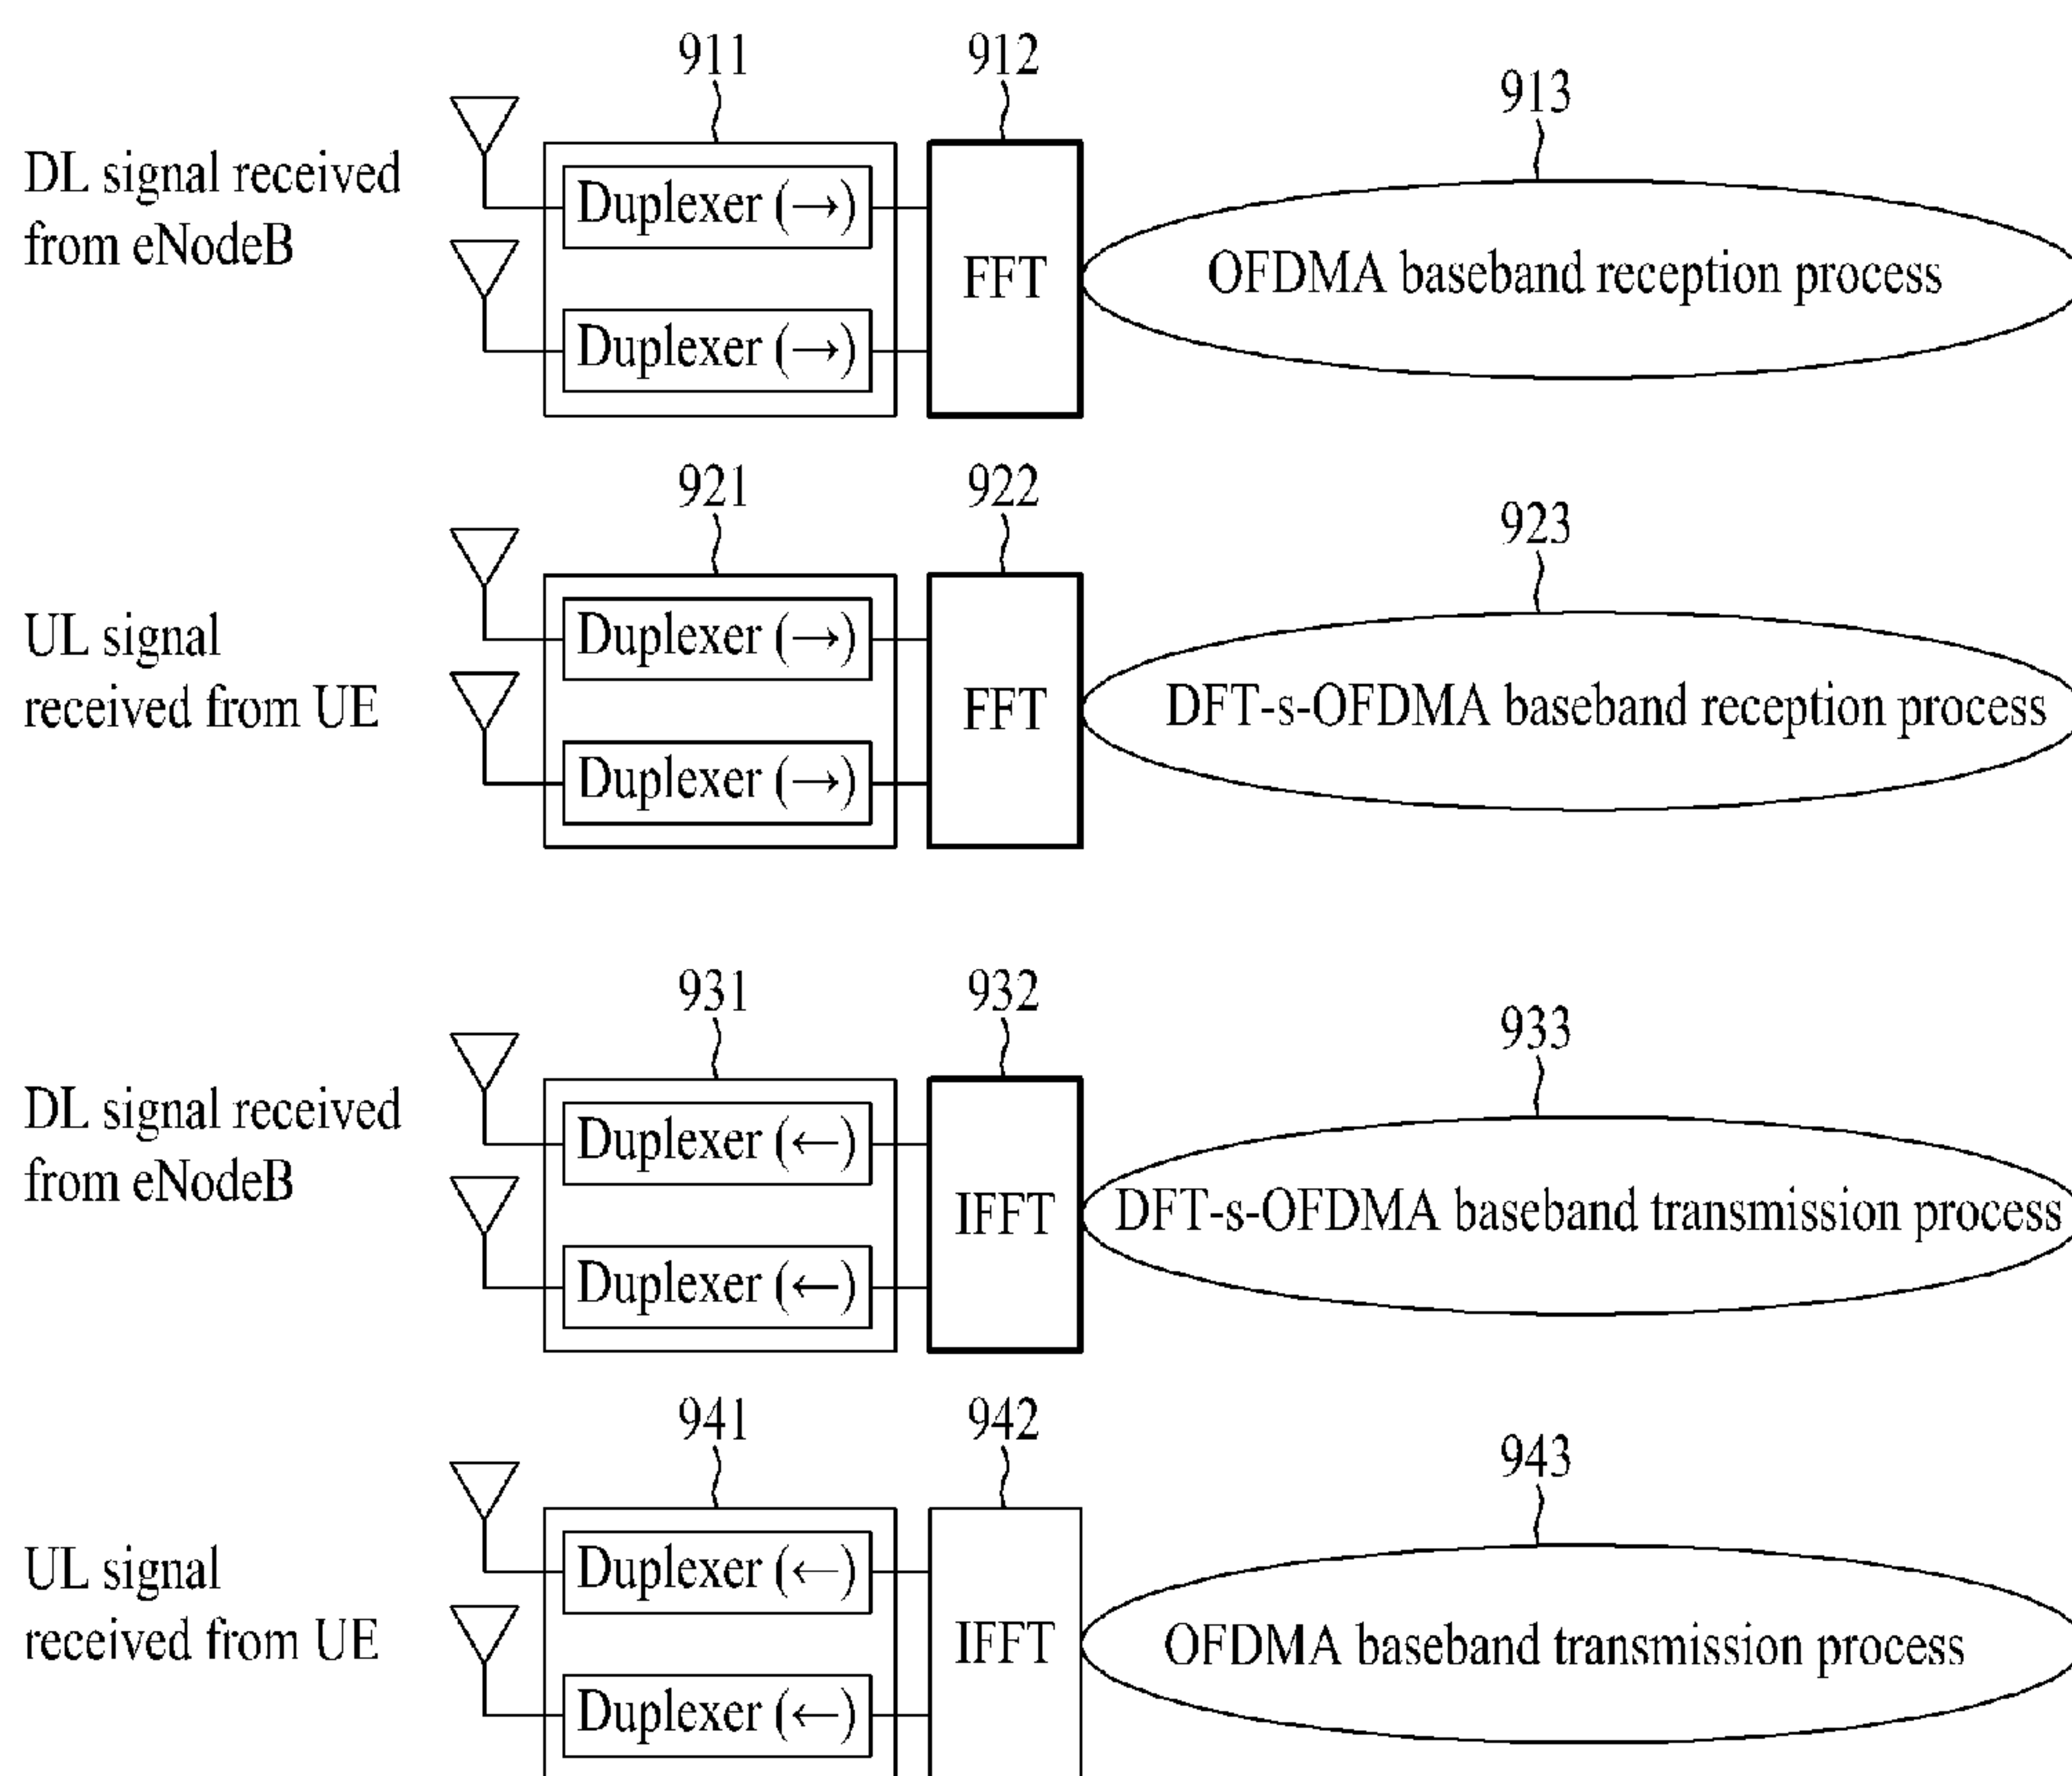 911
912
913
DL signal received
from eNodeB
Duplexer (→)
Duplexer (→)
FFT
OFDMA baseband reception process
921
922
923
UL signal
received from UE
Duplexer (→)
Duplexer (→)
FFT
DFT-s-OFDMA baseband reception process
931
932
933
DL signal received
from eNodeB
Duplexer (←)
Duplexer (←)
IFFT
DFT-s-OFDMA baseband transmission process
941
942
943
UL signal
received from UE
Duplexer (←)
Duplexer (←)
IFFT
OFDMA baseband transmission process